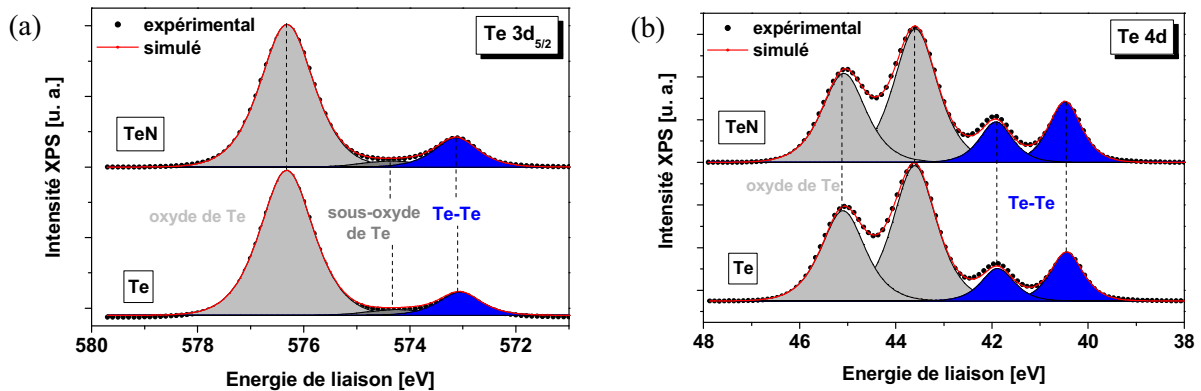 (a)
expérimental
simulé
Te 3d5/2
TeN
oxyde de Te
sous-oxyde
de Te
Te-Te
Te
580 578 576 574 572
Energie de liaison [eV]
Intensité XPS [u. a.]
(b)
expérimental
simulé
Te 4d
TeN
oxyde de Te
Te-Te
Te
48 46 44 42 40 38
Energie de liaison [eV]
Intensité XPS [u. a.]